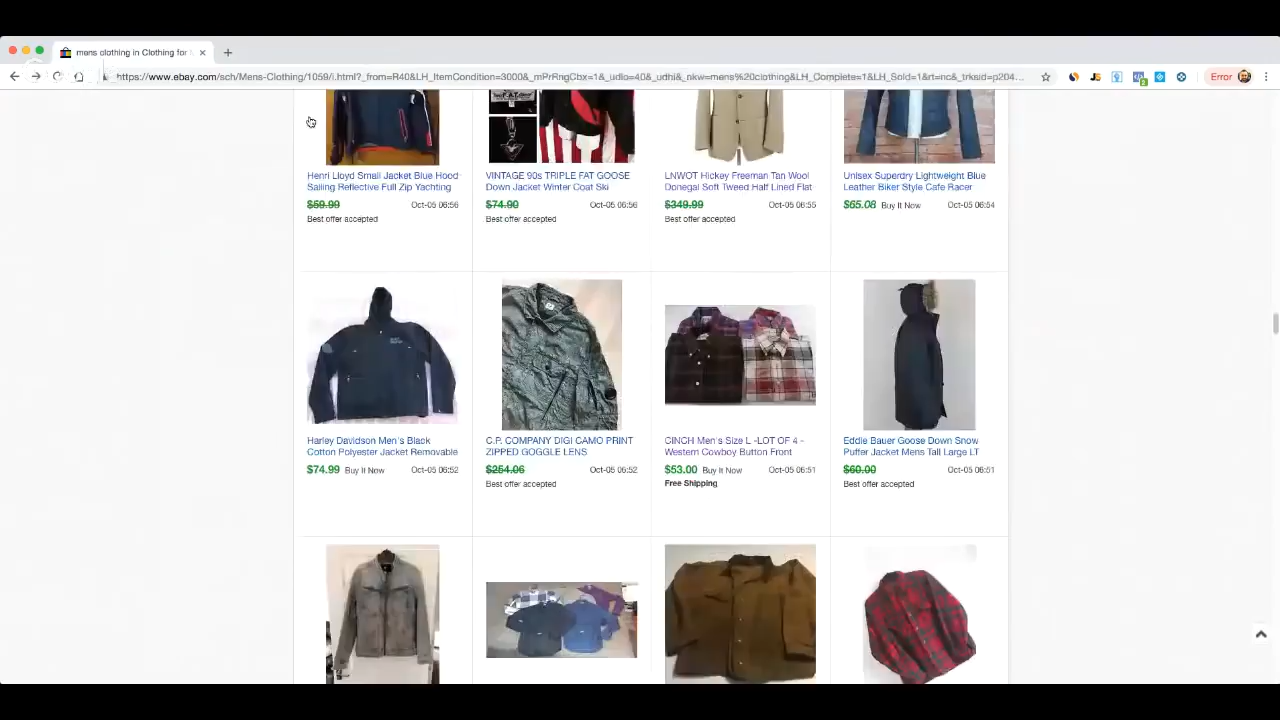 mens clothing in Clothing for
https://www.ebay.com/sch/Mens-Clothing/1059/i.html?_from=R40&LH_ItemCondition=3000&_mPrRngCbx=1&_udlo=40&_udhi&_nkw=mens%20clothing&LH_Complete=1&LH_Sold=1&rt=nc&_trksid=p204...
JS
2
Error
Henri Lloyd Small Jacket Blue Hood
Sailing Reflective Full Zip Yachting
$59.99 Oct-05 06:56
Best offer accepted
VINTAGE 90s TRIPLE FAT GOOSE
Down Jacket Winter Coat Ski
$74.90 Oct-05 06:56
Best offer accepted
LNWOT Hickey Freeman Tan Wool
Donegal Soft Tweed Half Lined Flat
$349.99 Oct-05 06:55
Best offer accepted
Unisex Superdry Lightweight Blue
Leather Biker Style Cafe Racer
$65.08 Buy It Now Oct-05 06:54
Harley Davidson Men's Black
Cotton Polyester Jacket Removable
$74.99 Buy It Now Oct-05 06:52
C.P. COMPANY DIGI CAMO PRINT
ZIPPED GOGGLE LENS
$254.06 Oct-05 06:52
Best offer accepted
CINCH Men's Size L -LOT OF 4 -
Western Cowboy Button Front
$53.00 Buy It Now Oct-05 06:51
Free Shipping
Eddie Bauer Goose Down Snow
Puffer Jacket Mens Tall Large LT
$60.00 Oct-05 06:51
Best offer accepted